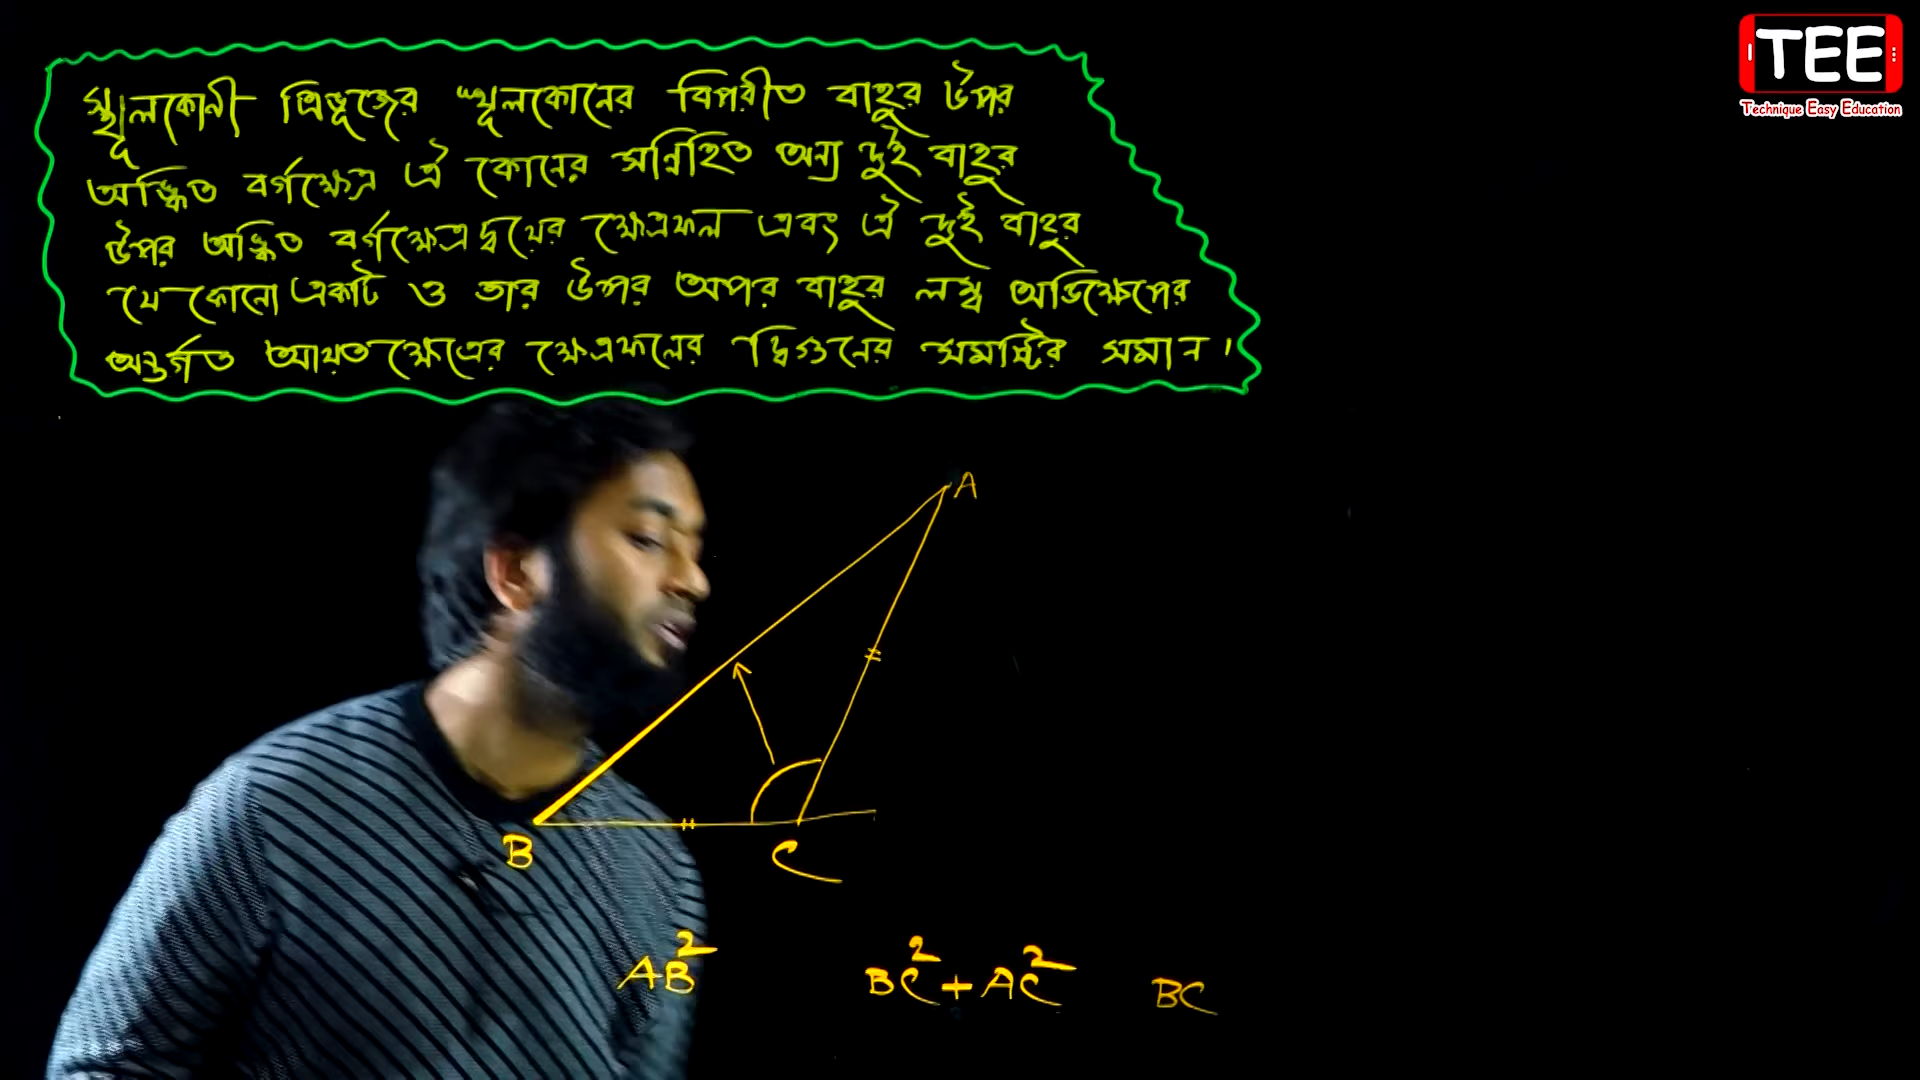 TEE
Technique Easy Education
স্থূলকোনী ত্রিভূজের স্থূলকোনের বিপরীত বাহুর উপর
অঙ্কিত বর্গক্ষেত্র ঐ কোনের সন্নিহিত অন্য দুই বাহুর
উপর অঙ্কিত বর্গক্ষেত্রদ্বয়ের ক্ষেত্রফল এবং ঐ দুই বাহুর
যে কোনো একটি ও তার উপর অপর বাহুর লম্ব অভিক্ষেপের
অন্তর্গত আয়তক্ষেত্রের ক্ষেত্রফলের দ্বিগুনের সমষ্টির সমান।
A
B
C
AB² BC² + AC² BC